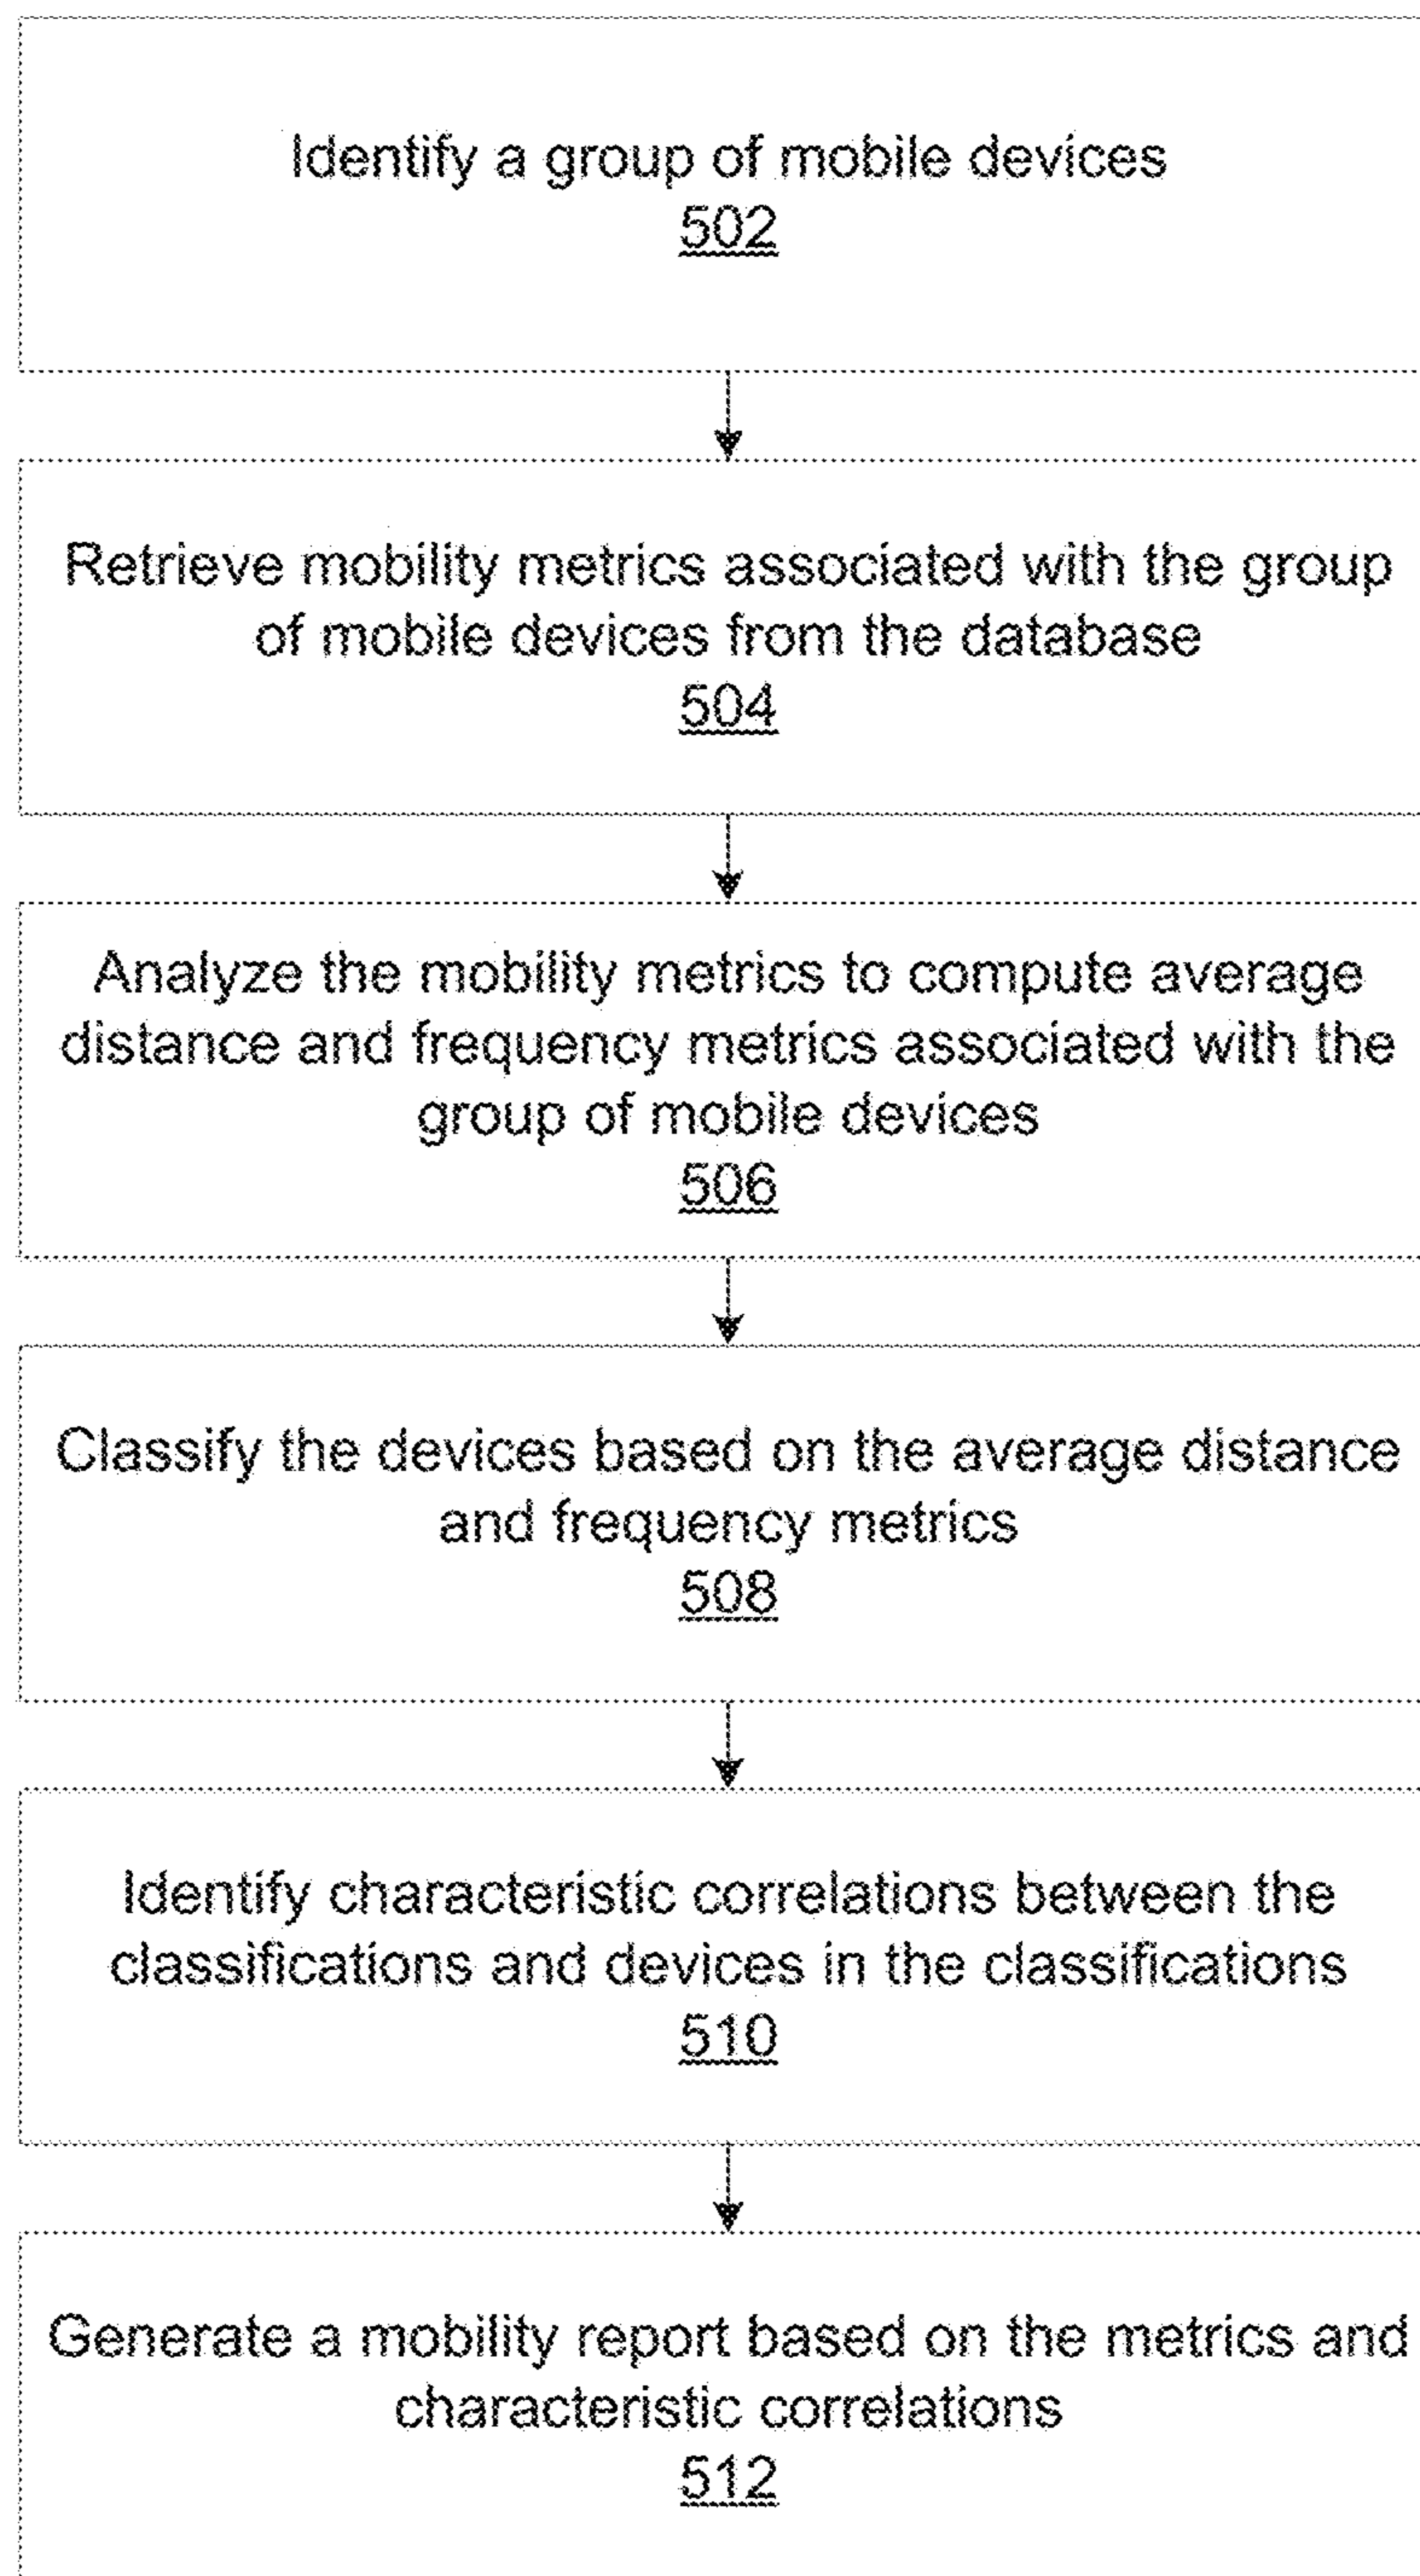 Identify a group of mobile devices
502
Retrieve mobility metrics associated with the group
of mobile devices from the database
504
Analyze the mobility metrics to compute average
distance and frequency metrics associated with the
group of mobile devices
506
Classify the devices based on the average distance
and frequency metrics
508
Identify characteristic correlations between the
classifications and devices in the classifications
510
Generate a mobility report based on the metrics and
characteristic correlations
512